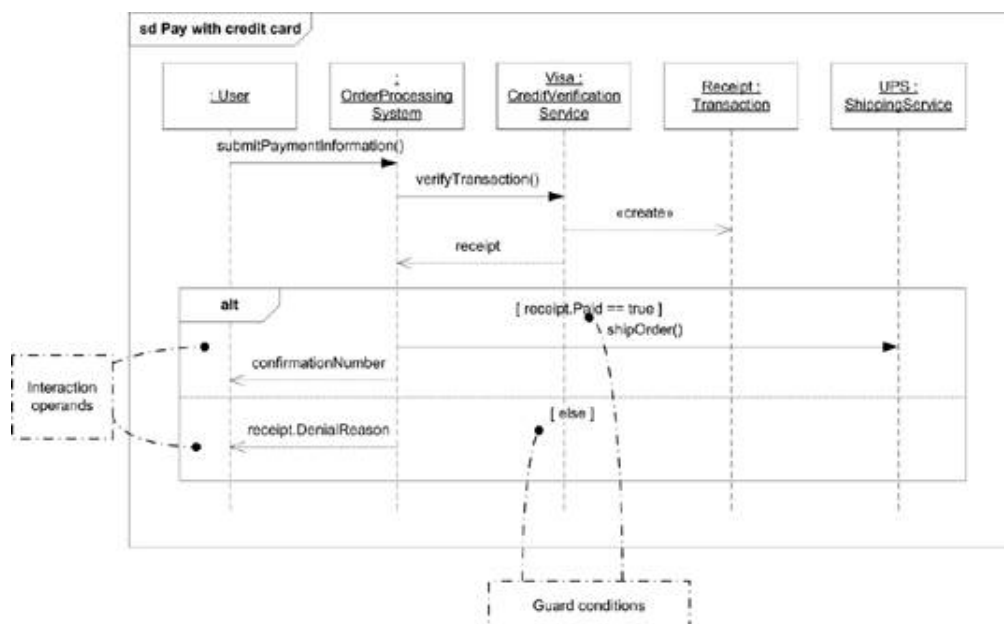 sd Pay with credit card
: User
:
OrderProcessing
System
Visa :
CreditVerification
Service
Receipt :
Transaction
UPS :
ShippingService
submitPaymentInformation()
verifyTransaction()
«create»
receipt
alt
[ receipt.Paid == true ]
shipOrder()
confirmationNumber
Interaction
operands
[ else ]
receipt.DenialReason
Guard conditions